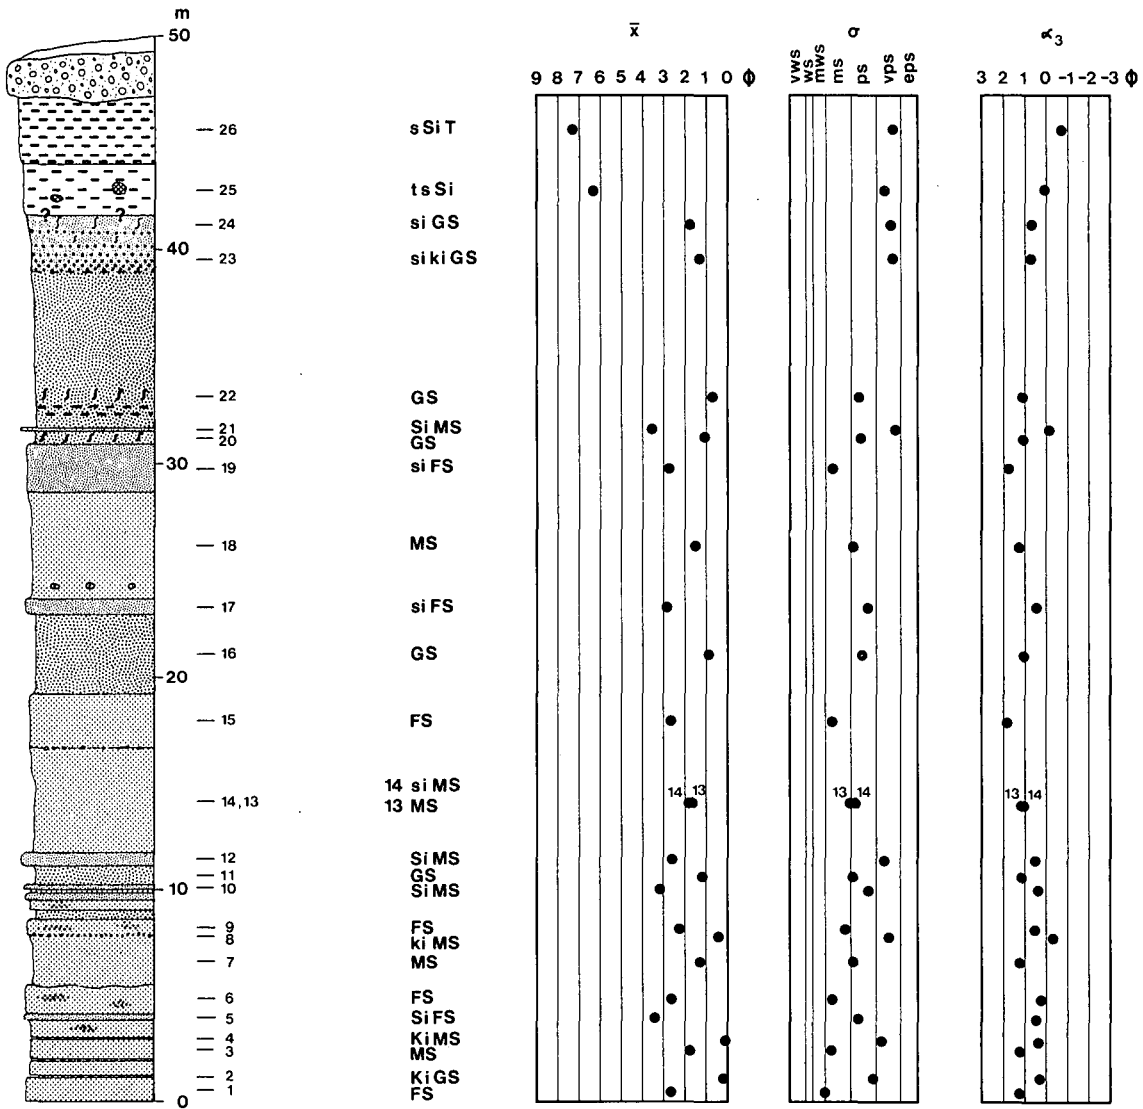 m
50
40
30
20
10
0
x̄
σ
∝3
9 8 7 6 5 4 3 2 1 0 ϕ
vws ws mws ms ps vps eps
3 2 1 0 -1 -2 -3 ϕ
26 sSiT
25 tsSi
? ?
24 siGS
23 sikiGS
22 GS
21 SiMS
20 GS
19 siFS
18 MS
17 siFS
16 GS
15 FS
14 siMS
14,13 13 MS
14 13
13 14
13 14
12 SiMS
11 GS
10 SiMS
9 FS
8 kiMS
7 MS
6 FS
5 SiFS
4 KiMS
3 MS
2 KiGS
1 FS